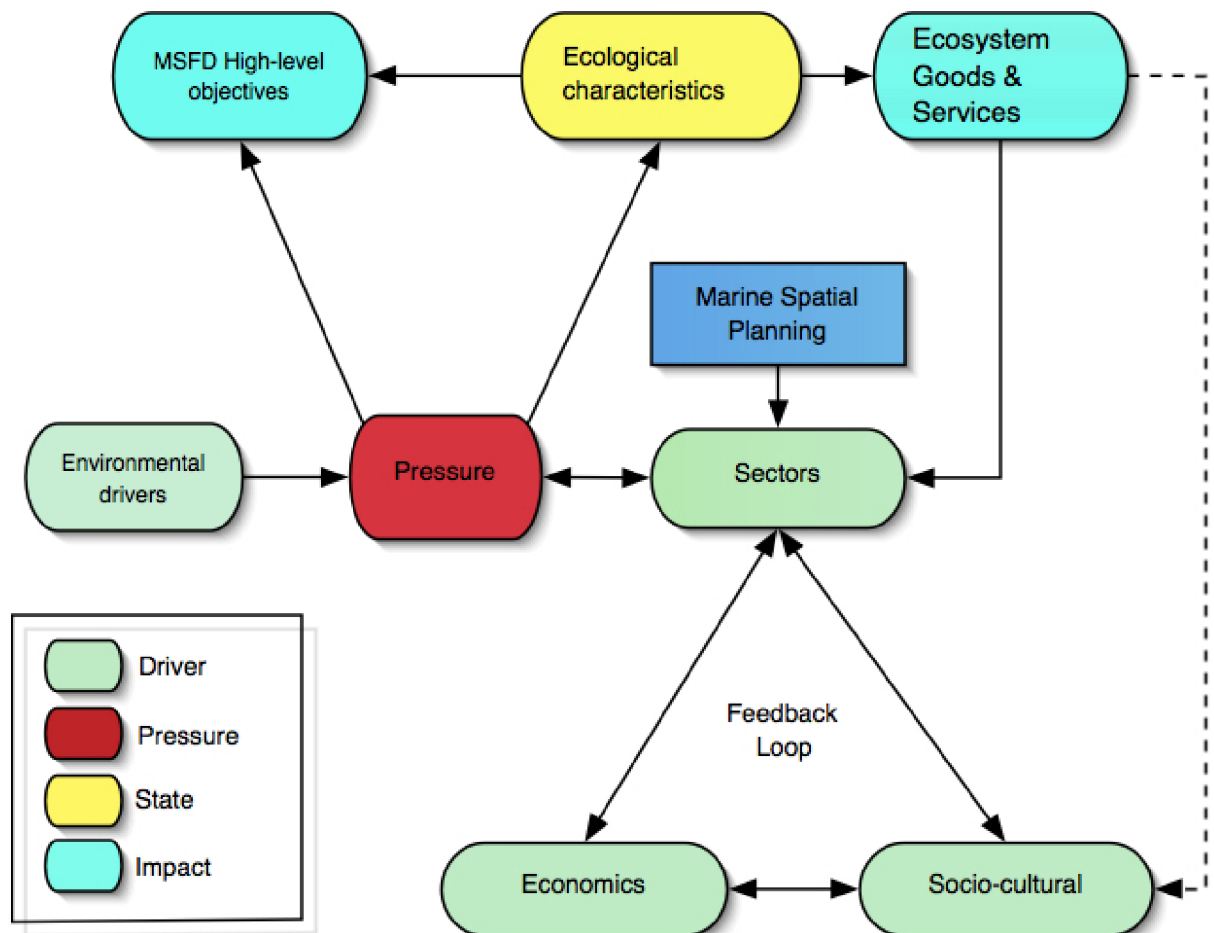 MSFD High-level
objectives
Ecological
characteristics
Ecosystem
Goods &
Services
Marine Spatial
Planning
Environmental
drivers
Pressure
Sectors
Driver
Pressure
State
Impact
Feedback
Loop
Economics
Socio-cultural